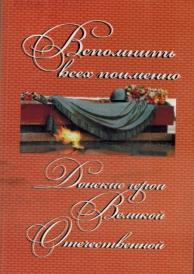 Вспомнить
всех поименно
Донские герои
Великой
Отечественной